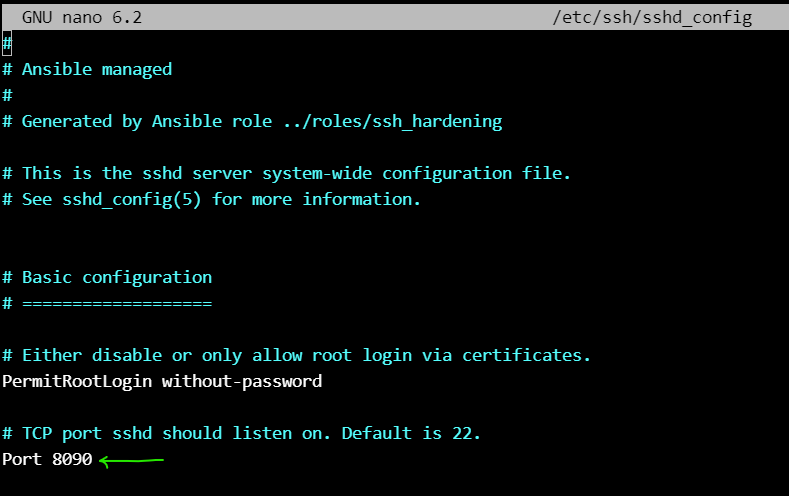 GNU nano 6.2 /etc/ssh/sshd_config
#
# Ansible managed
#
# Generated by Ansible role ../roles/ssh_hardening
# This is the sshd server system-wide configuration file.
# See sshd_config(5) for more information.
# Basic configuration
# ===================
# Either disable or only allow root login via certificates.
PermitRootLogin without-password
# TCP port sshd should listen on. Default is 22.
Port 8090